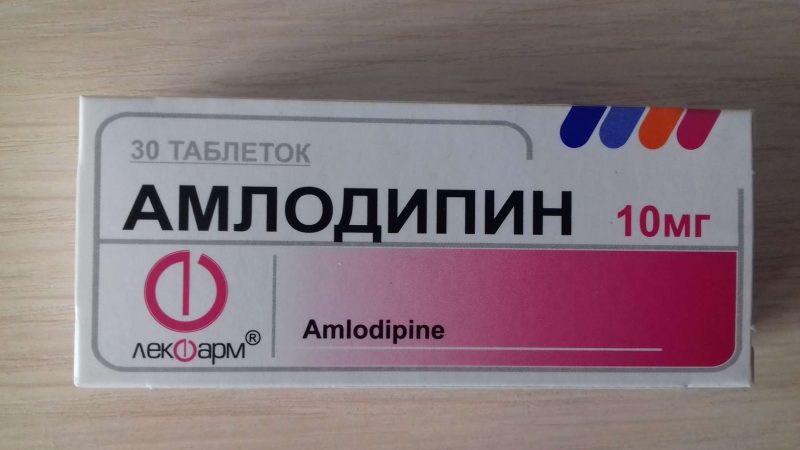 30 ТАБЛЕТОК
АМЛОДИПИН 10мг
лекФарм®
Amlodipine